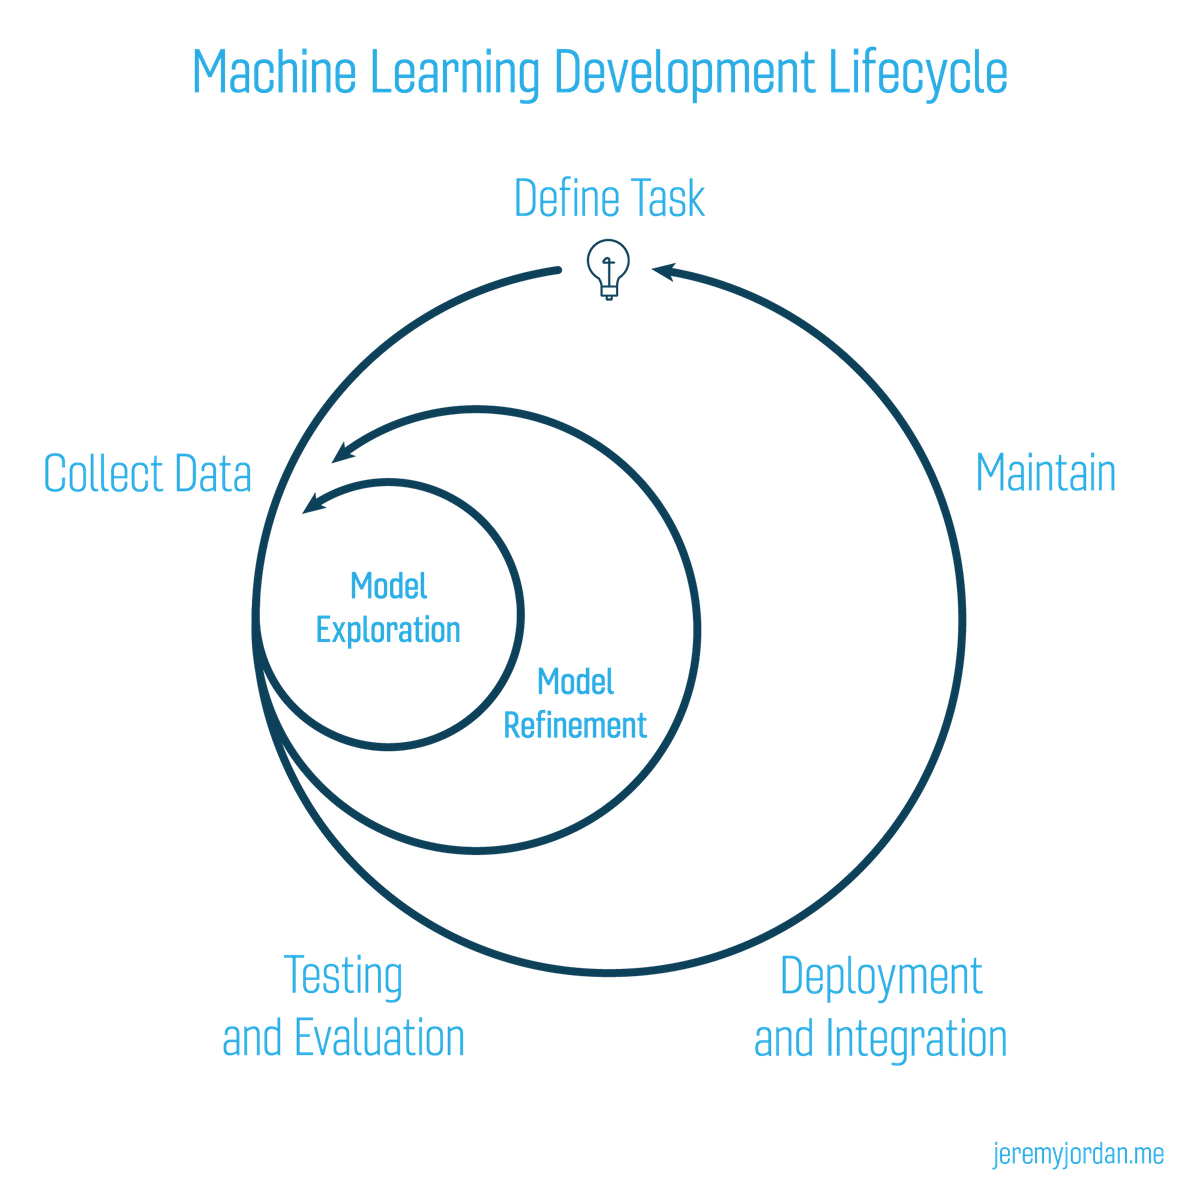 Machine Learning Development Lifecycle
Define Task
Collect Data
Maintain
Model
Exploration
Model
Refinement
Testing
and Evaluation
Deployment
and Integration
jeremyjordan.me